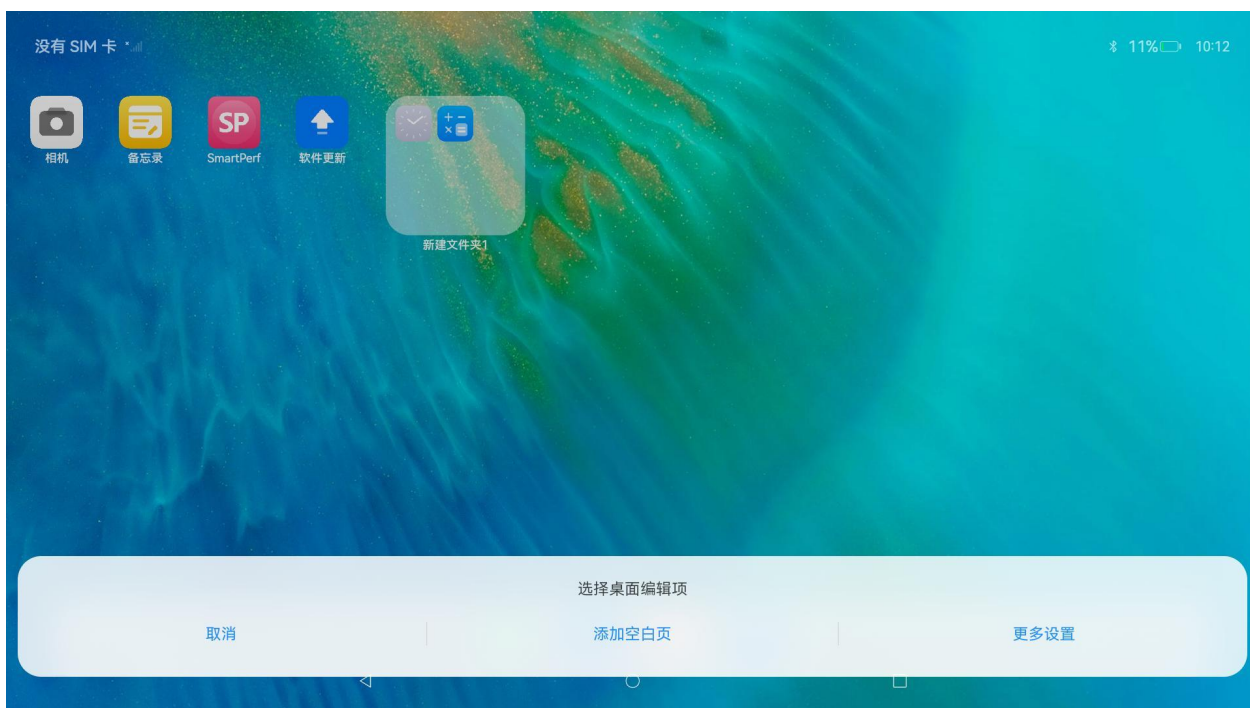 没有 SIM 卡
11% 10:12
SP
相机 备忘录 SmartPerf 软件更新
新建文件夹1
选择桌面编辑项
取消 添加空白页 更多设置